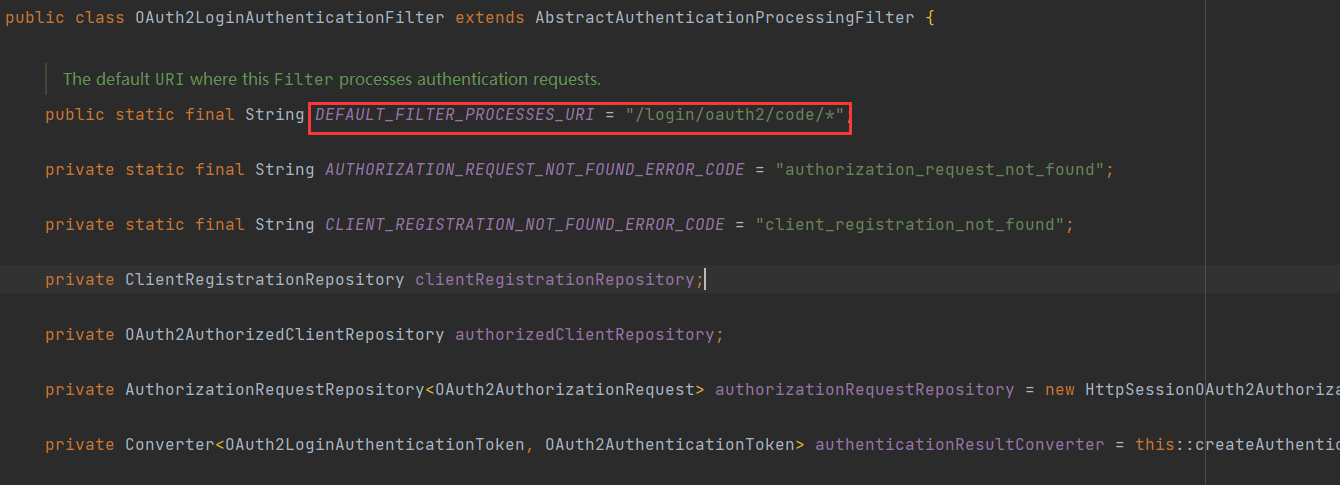 public class OAuth2LoginAuthenticationFilter extends AbstractAuthenticationProcessingFilter {
The default URI where this Filter processes authentication requests.
public static final String DEFAULT_FILTER_PROCESSES_URI = "/login/oauth2/code/*";
private static final String AUTHORIZATION_REQUEST_NOT_FOUND_ERROR_CODE = "authorization_request_not_found";
private static final String CLIENT_REGISTRATION_NOT_FOUND_ERROR_CODE = "client_registration_not_found";
private ClientRegistrationRepository clientRegistrationRepository;
private OAuth2AuthorizedClientRepository authorizedClientRepository;
private AuthorizationRequestRepository<OAuth2AuthorizationRequest> authorizationRequestRepository = new HttpSessionOAuth2Authoriza
private Converter<OAuth2LoginAuthenticationToken, OAuth2AuthenticationToken> authenticationResultConverter = this::createAuthentic